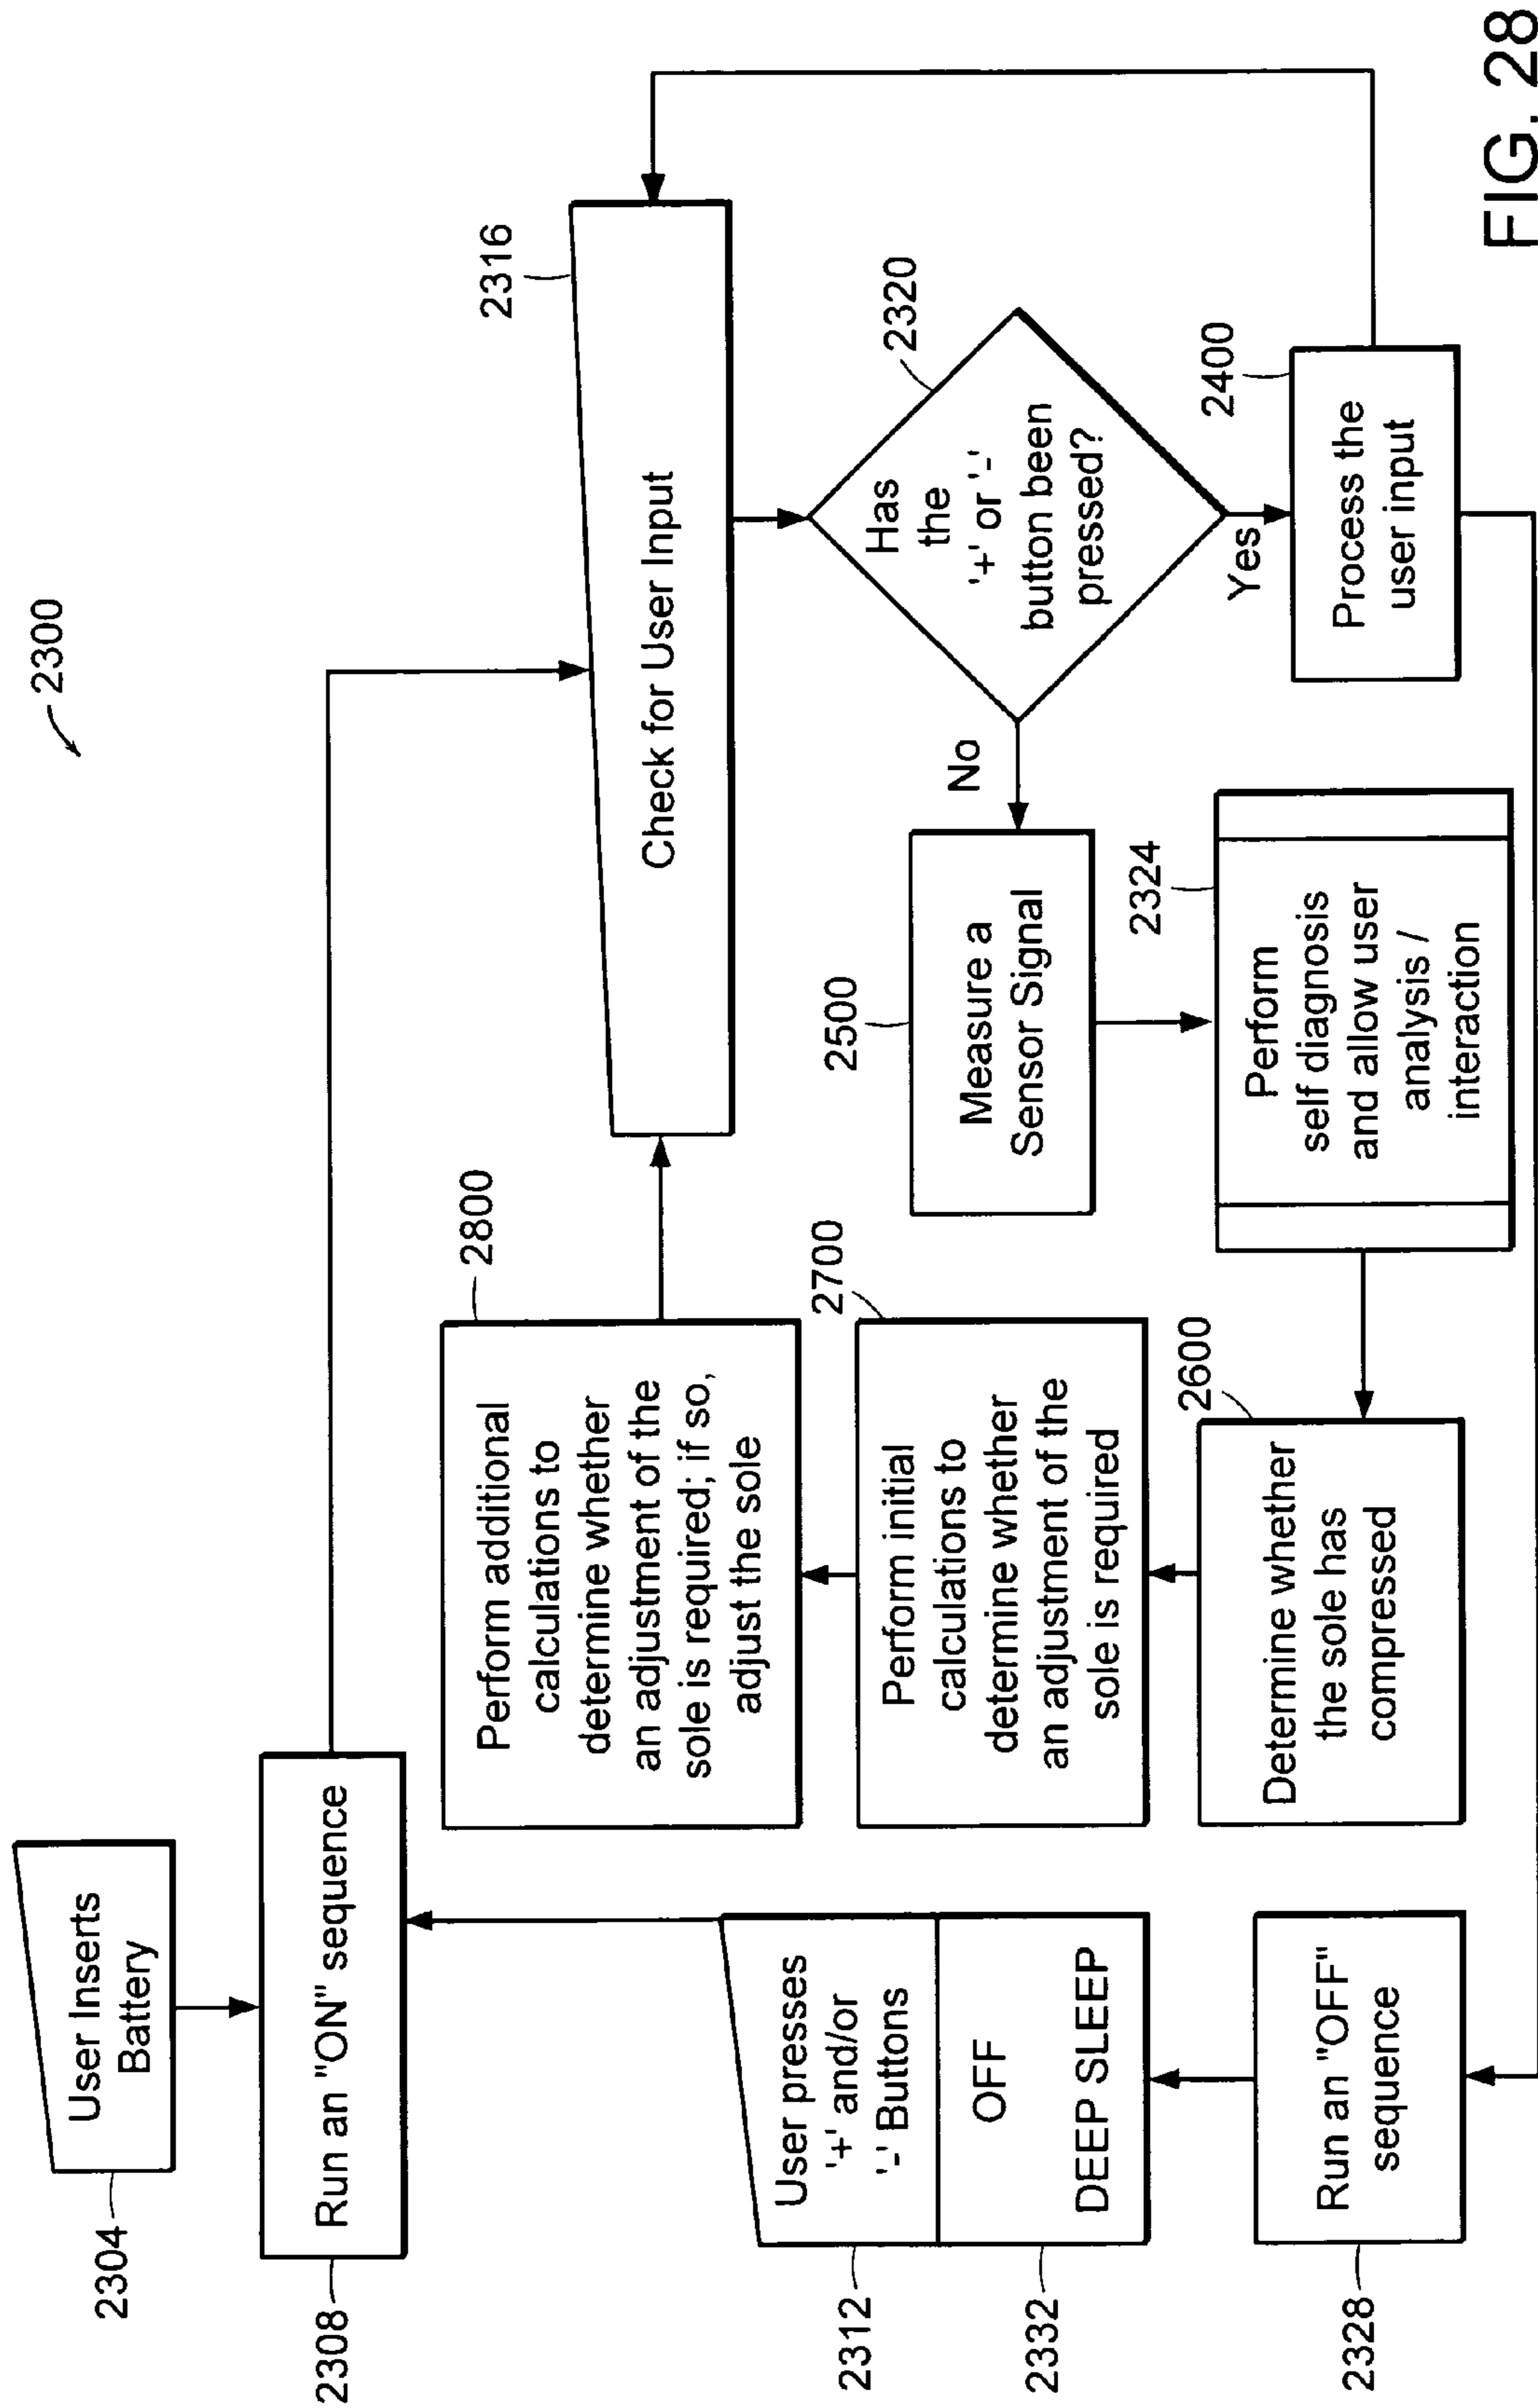 2300
User Inserts
Battery
2304
Run an "ON" sequence
2308
User presses
'+' and/or
'-' Buttons
2312
OFF
DEEP SLEEP
2332
Run an "OFF"
sequence
2328
Check for User Input
2316
Has
the
'+' or '-'
button been
pressed?
2320
Yes
No
Process the
user input
2400
Measure a
Sensor Signal
2500
Perform
self diagnosis
and allow user
analysis /
interaction
2324
Determine whether
the sole has
compressed
2600
Perform initial
calculations to
determine whether
an adjustment of the
sole is required
2700
Perform additional
calculations to
determine whether
an adjustment of the
sole is required; if so,
adjust the sole
2800
FIG. 28